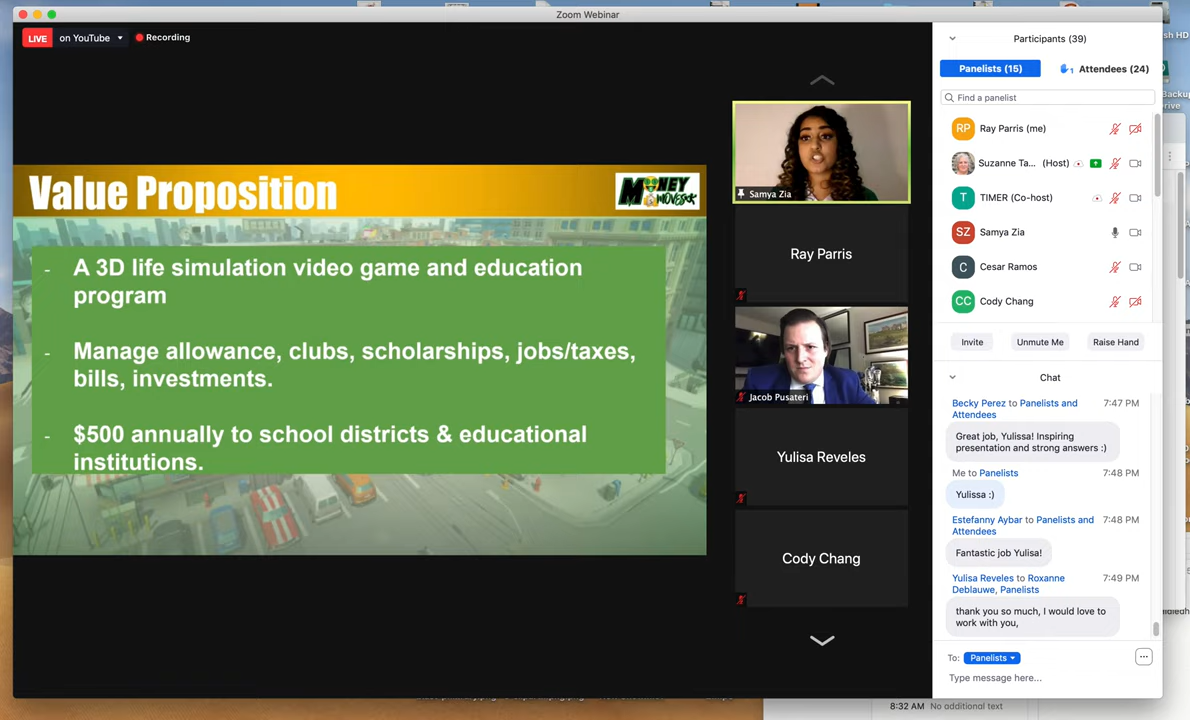 Zoom Webinar
LIVE
on YouTube
Recording
Value Proposition
MONEY
MOVES
- A 3D life simulation video game and education
program
- Manage allowance, clubs, scholarships, jobs/taxes,
bills, investments.
- $500 annually to school districts & educational
institutions.
Samya Zia
Ray Parris
Jacob Pusateri
Yulisa Reveles
Cody Chang
Participants (39)
Panelists (15)
1
Attendees (24)
Find a panelist
RP Ray Parris (me)
Suzanne Ta... (Host)
T TIMER (Co-host)
SZ Samya Zia
C Cesar Ramos
CC Cody Chang
Invite
Unmute Me
Raise Hand
Chat
Becky Perez to Panelists and 7:47 PM
Attendees
Great job, Yulissa! Inspiring
presentation and strong answers :)
Me to Panelists 7:48 PM
Yulissa :)
Estefanny Aybar to Panelists and 7:48 PM
Attendees
Fantastic job Yulisa!
Yulisa Reveles to Roxanne 7:49 PM
Deblauwe, Panelists
thank you so much, I would love to
work with you,
To: Panelists
Type message here...
8:32 AM No additional text
sh HD
Backup
rive